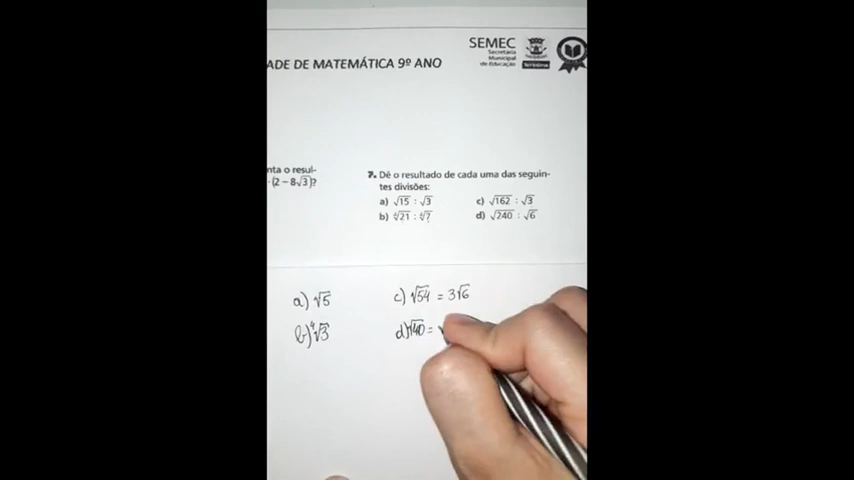 ADE DE MATEMÁTICA 9º ANO
SEMEC
Secretaria
Municipal
de Educação
nta o resul-
-(2 – 8√3)?
7. Dê o resultado de cada uma das seguin-
tes divisões:
a) √15 : √3
b) ∜21 : ∜7
c) √162 : √3
d) √240 : √6
a) √5
b) ∜3
c) √54 = 3√6
d) √40 =